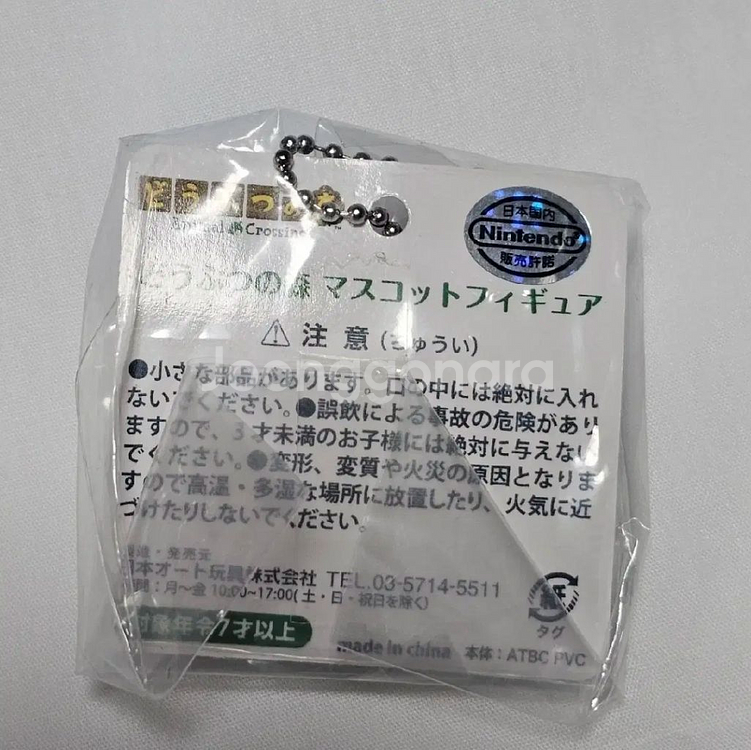 どうぶつの森
Animal Crossing™
日本国内
Nintendo
販売許諾
どうぶつの森 マスコットフィギュア
⚠注 意(ちゅうい)
joonggonara
●小さな部品があります。口の中には絶対に入れ
ないでください。●誤飲による事故の危険があり
ますので、3才未満のお子様には絶対に与えない
でください。●変形、変質や火災の原因となりま
すので高温・多湿な場所に放置したり、火気に近
づけたりしないでください。
・発売元
日本オート玩具株式会社 TEL.03-5714-5511
:月~金 10:00~17:00(土・日・祝日を除く)
紙
タグ
対象年令7才以上
made in china 本体:ATBC PVC